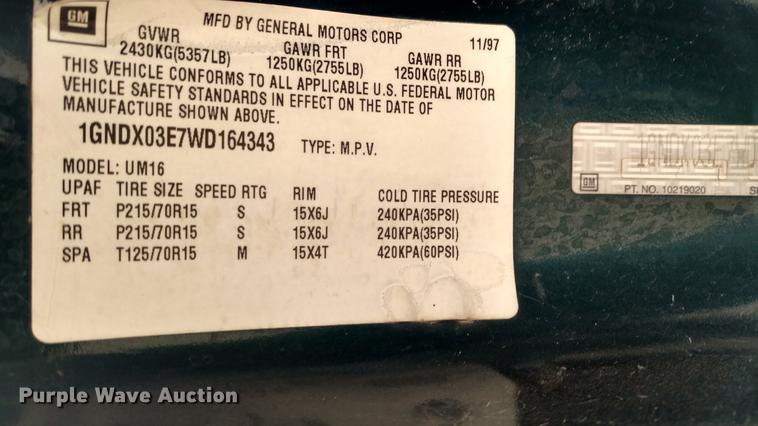 GM
MFD BY GENERAL MOTORS CORP 11/97
GVWR GAWR FRT GAWR RR
2430KG(5357LB) 1250KG(2755LB) 1250KG(2755LB)
THIS VEHICLE CONFORMS TO ALL APPLICABLE U.S. FEDERAL MOTOR
VEHICLE SAFETY STANDARDS IN EFFECT ON THE DATE OF
MANUFACTURE SHOWN ABOVE.
1GNDX03E7WD164343 TYPE: M.P.V.
MODEL: UM16
UPAF TIRE SIZE SPEED RTG RIM COLD TIRE PRESSURE
FRT P215/70R15 S 15X6J 240KPA(35PSI)
RR P215/70R15 S 15X6J 240KPA(35PSI)
SPA T125/70R15 M 15X4T 420KPA(60PSI)
GM
PT. NO. 10219020
Purple Wave Auction